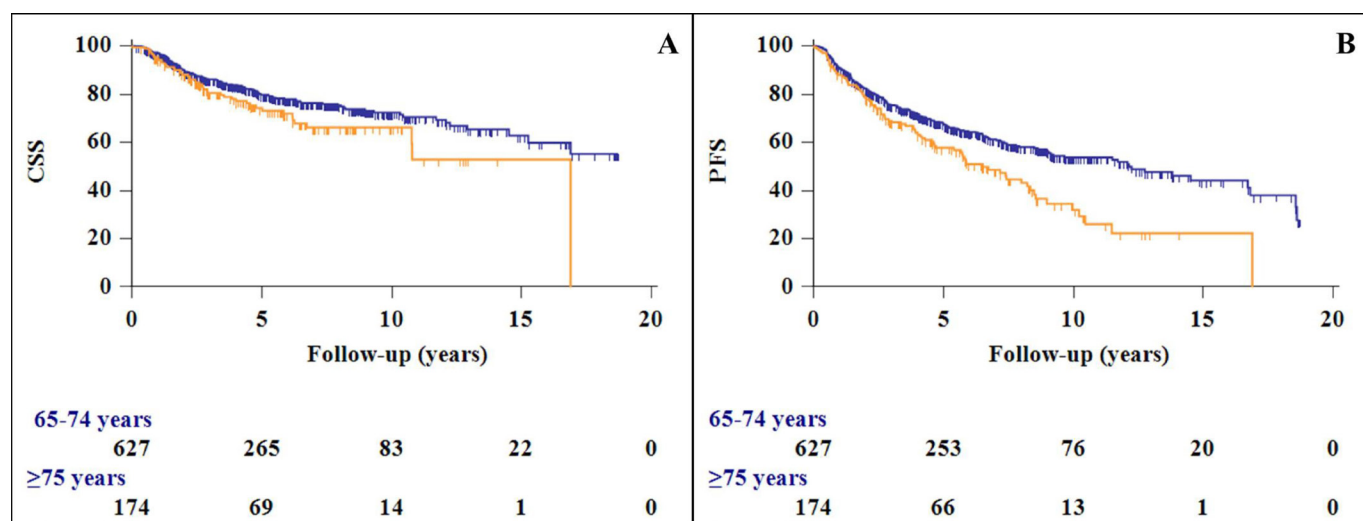 A
CSS
100
80
60
40
20
0
0 5 10 15 20
Follow-up (years)
65-74 years
627 265 83 22 0
≥75 years
174 69 14 1 0
B
PFS
100
80
60
40
20
0
0 5 10 15 20
Follow-up (years)
65-74 years
627 253 76 20 0
≥75 years
174 66 13 1 0